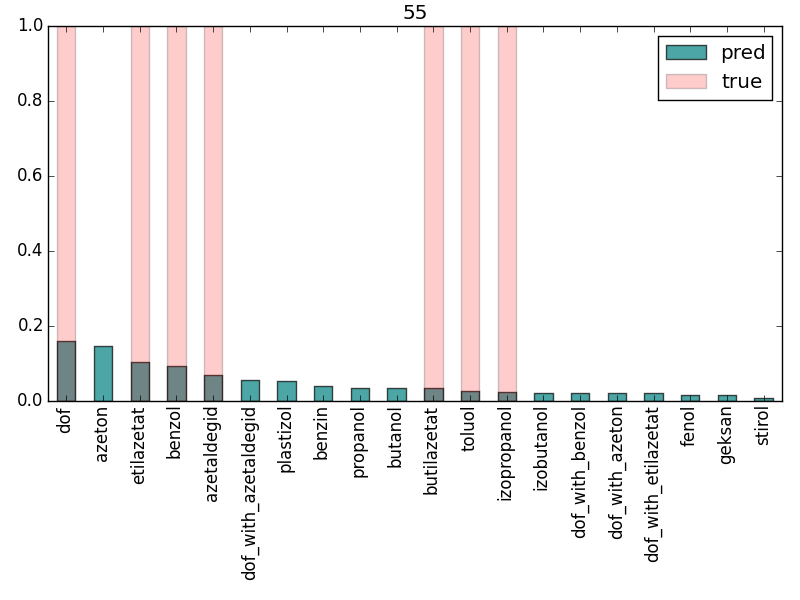 55
1.0
0.8
0.6
0.4
0.2
0.0
pred
true
dof
azeton
etilazetat
benzol
azetaldegid
dof_with_azetaldegid
plastizol
benzin
propanol
butanol
butilazetat
toluol
izopropanol
izobutanol
dof_with_benzol
dof_with_azeton
dof_with_etilazetat
fenol
geksan
stirol